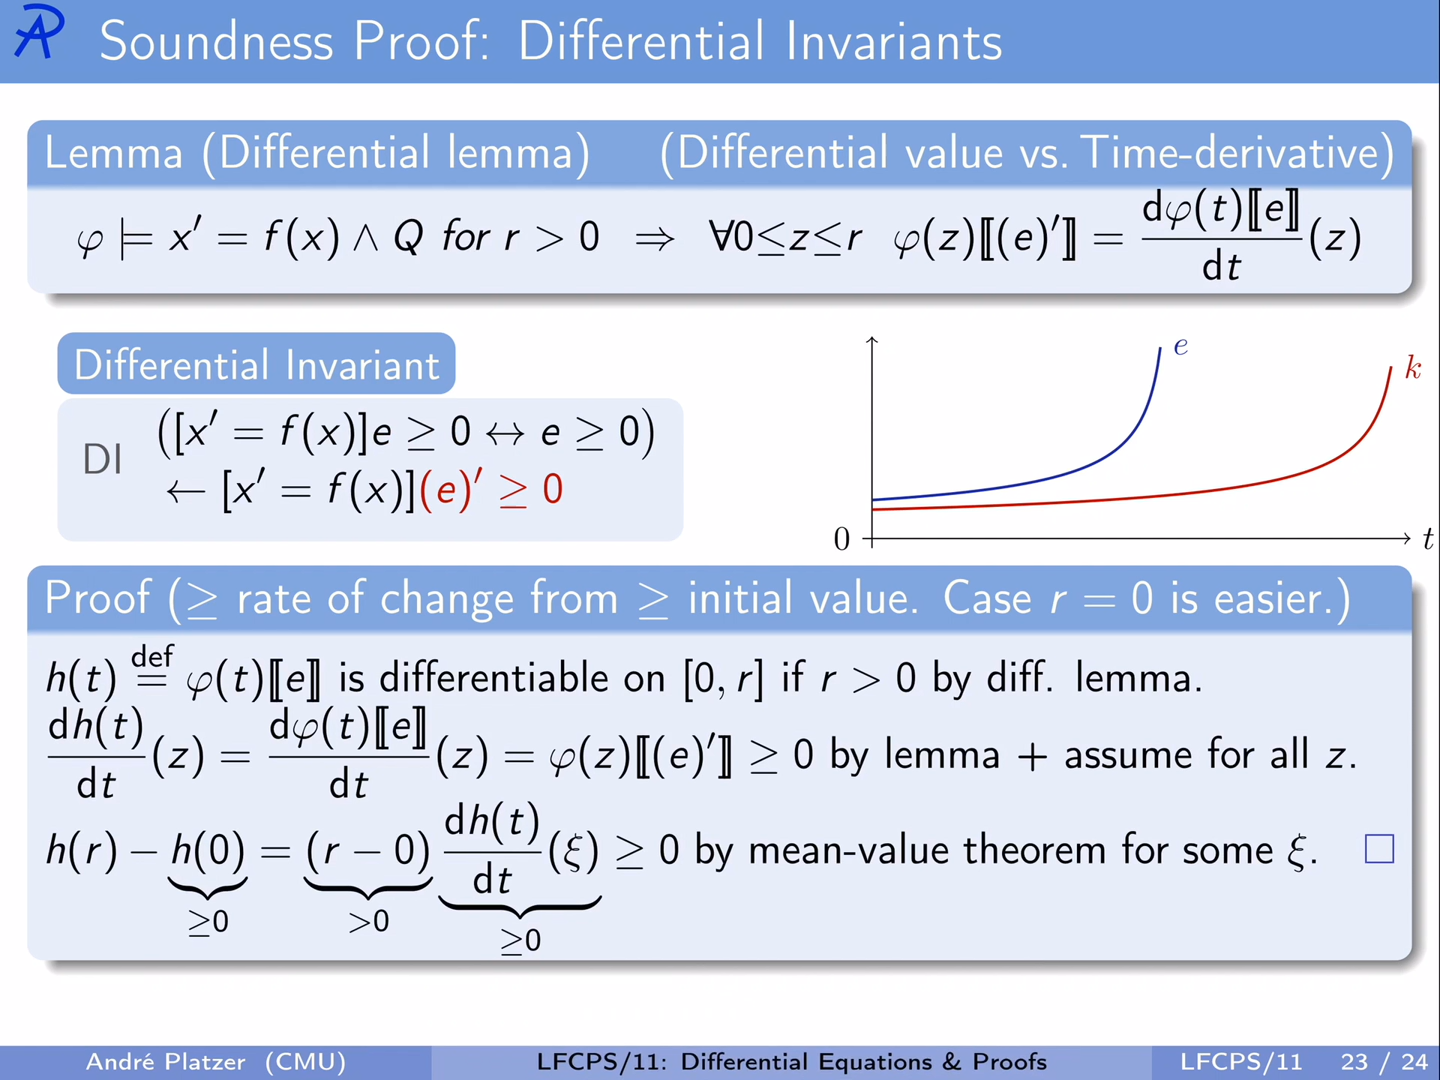 Soundness Proof: Differential Invariants
Lemma (Differential lemma) (Differential value vs. Time-derivative)
φ ⊨ x′ = f(x) ∧ Q for r > 0 ⇒ ∀0≤z≤r φ(z)⟦(e)′⟧ = dφ(t)⟦e⟧/dt (z)
Differential Invariant
DI ([x′ = f(x)]e ≥ 0 ↔ e ≥ 0)
← [x′ = f(x)](e)′ ≥ 0
e
k
0
t
Proof (≥ rate of change from ≥ initial value. Case r = 0 is easier.)
h(t) def= φ(t)⟦e⟧ is differentiable on [0, r] if r > 0 by diff. lemma.
dh(t)/dt (z) = dφ(t)⟦e⟧/dt (z) = φ(z)⟦(e)′⟧ ≥ 0 by lemma + assume for all z.
h(r) − h(0) = (r − 0) dh(t)/dt (ξ) ≥ 0 by mean-value theorem for some ξ. □
≥0 >0 ≥0
André Platzer (CMU) LFCPS/11: Differential Equations & Proofs LFCPS/11 23 / 24